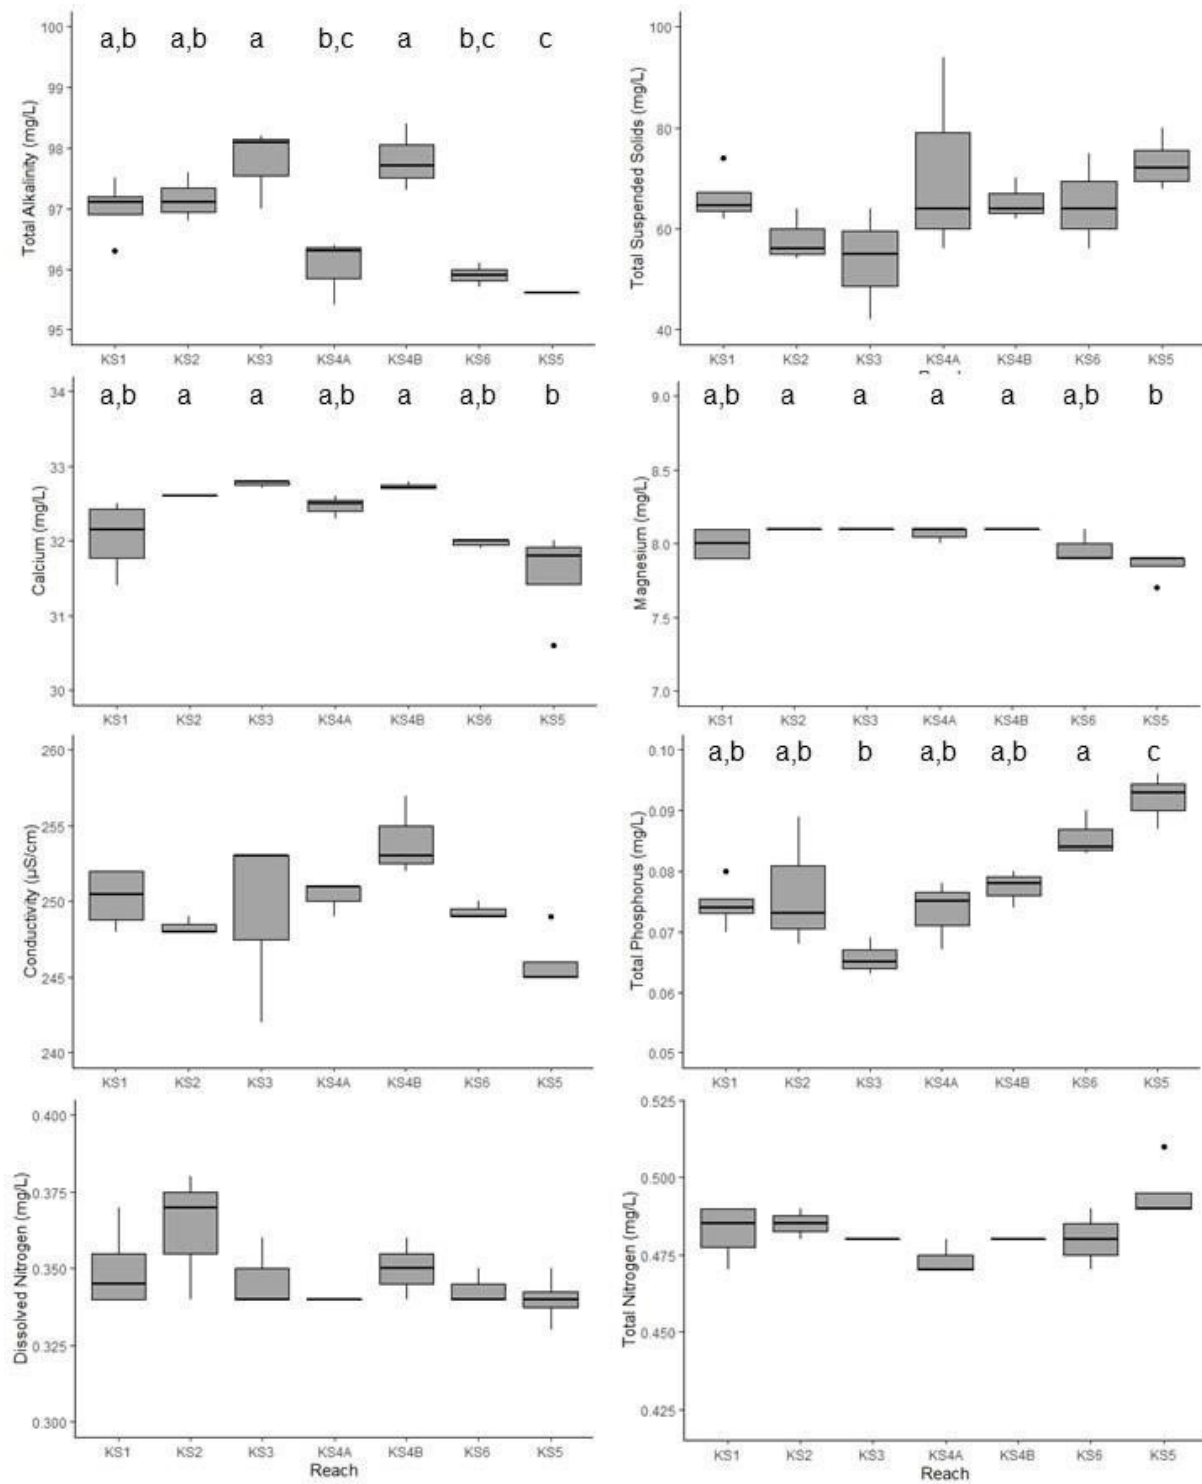 Total Alkalinity (mg/L)
100
99
98
97
96
95
a,b a,b a b,c a b,c c
KS1 KS2 KS3 KS4A KS4B KS6 KS5
Total Suspended Solids (mg/L)
100
80
60
40
KS1 KS2 KS3 KS4A KS4B KS6 KS5
Calcium (mg/L)
34
33
32
31
30
a,b a a a,b a a,b b
KS1 KS2 KS3 KS4A KS4B KS6 KS5
Magnesium (mg/L)
9.0
8.5
8.0
7.5
7.0
a,b a a a a a,b b
KS1 KS2 KS3 KS4A KS4B KS6 KS5
Conductivity (µS/cm)
260
255
250
245
240
KS1 KS2 KS3 KS4A KS4B KS6 KS5
Total Phosphorus (mg/L)
0.10
0.09
0.08
0.07
0.06
0.05
a,b a,b b a,b a,b a c
KS1 KS2 KS3 KS4A KS4B KS6 KS5
Dissolved Nitrogen (mg/L)
0.400
0.375
0.350
0.325
0.300
KS1 KS2 KS3 KS4A KS4B KS6 KS5
Reach
Total Nitrogen (mg/L)
0.525
0.500
0.475
0.450
0.425
KS1 KS2 KS3 KS4A KS4B KS6 KS5
Reach